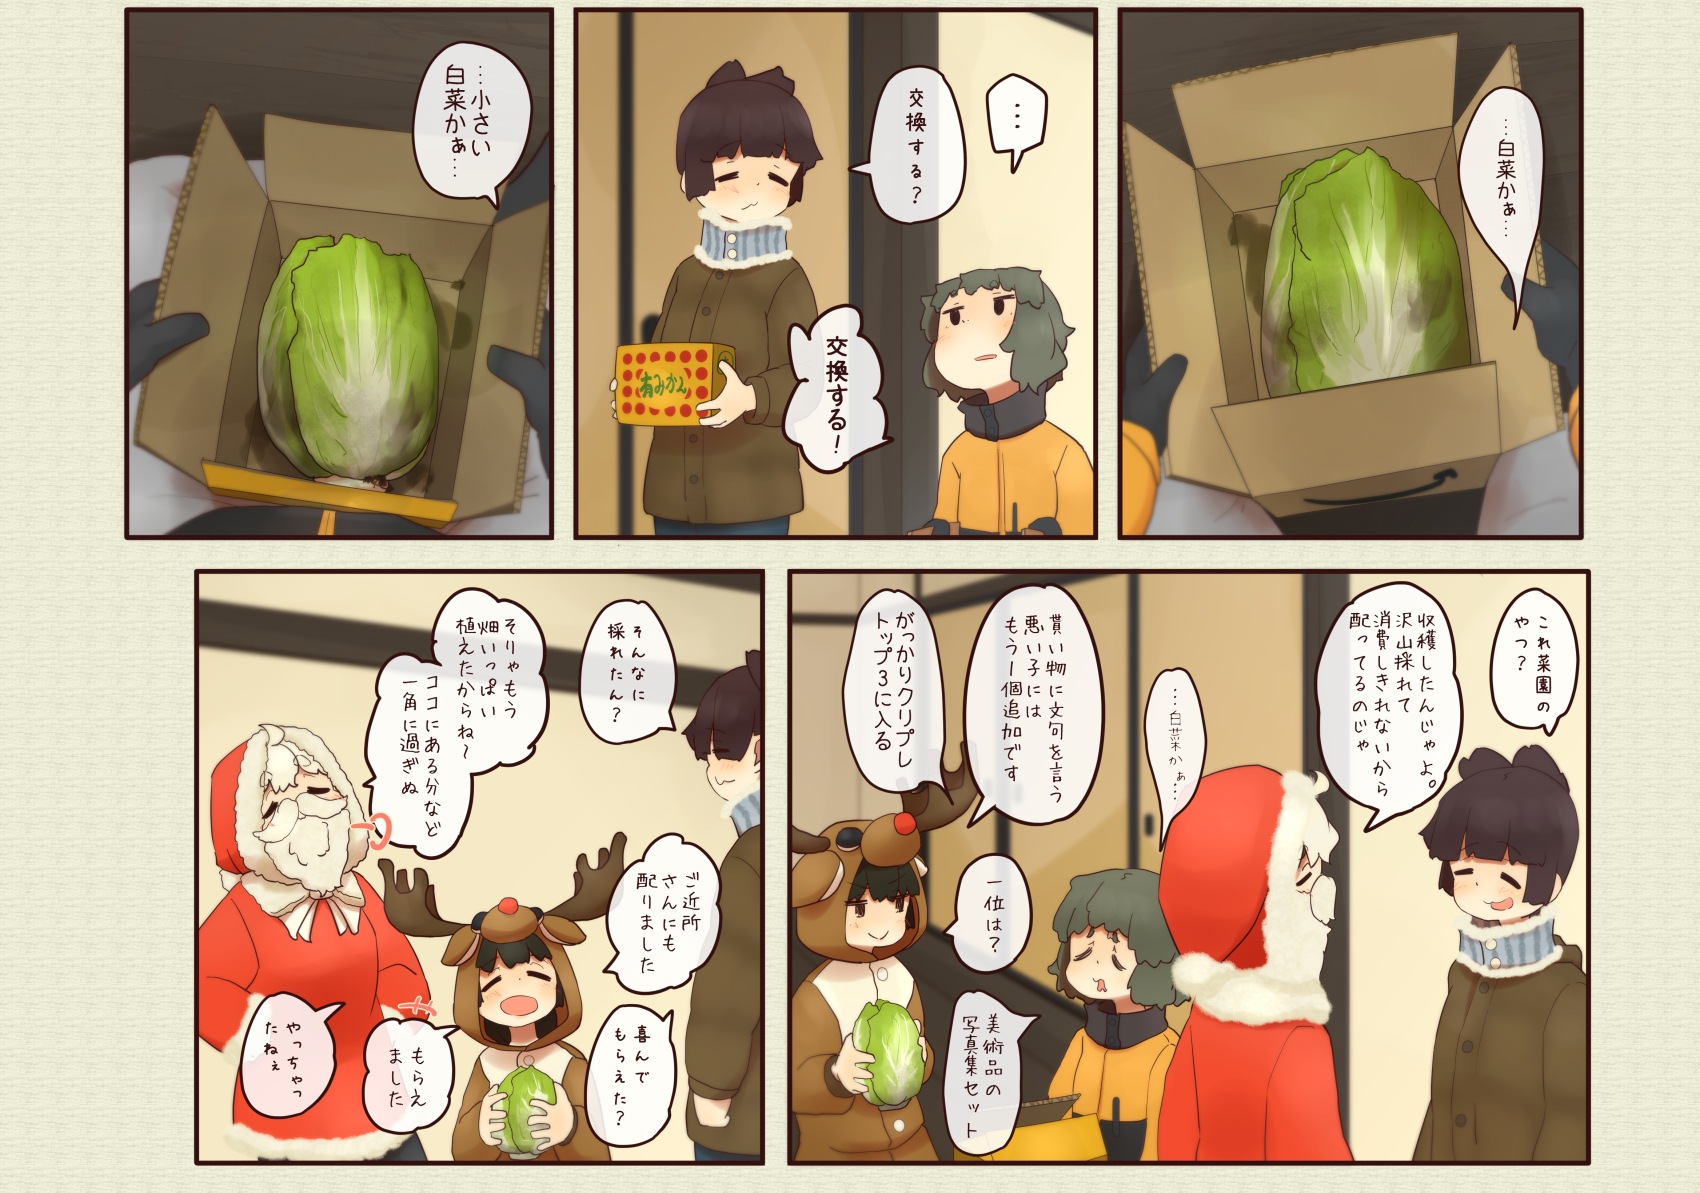 …白菜かぁ…
…
交換する？
有みかん
交換する！
…小さい
白菜かぁ…
これ菜園の
やつ？
収穫したんじゃよ。
沢山採れて
消費しきれないから
配ってるのじゃ
…白菜かぁ…
貰い物に文句を言う
悪い子には
もう一個追加です
がっかりクリプレ
トップ3に入る
一位は？
美術品の
写真集セット
そんなに
採れたん？
そりゃもう
畑いっぱい
植えたからね～
ココにある分など
一角に過ぎぬ
ご近所
さんにも
配りました
喜んで
もらえた？
もらえ
ました
やっちゃっ
たねぇ